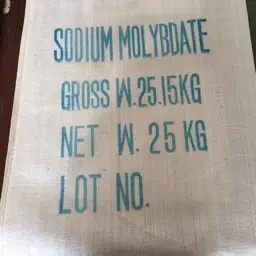 SODIUM MOLYBDATE
GROSS W. 25.15KG
NET W. 25 KG
LOT NO.